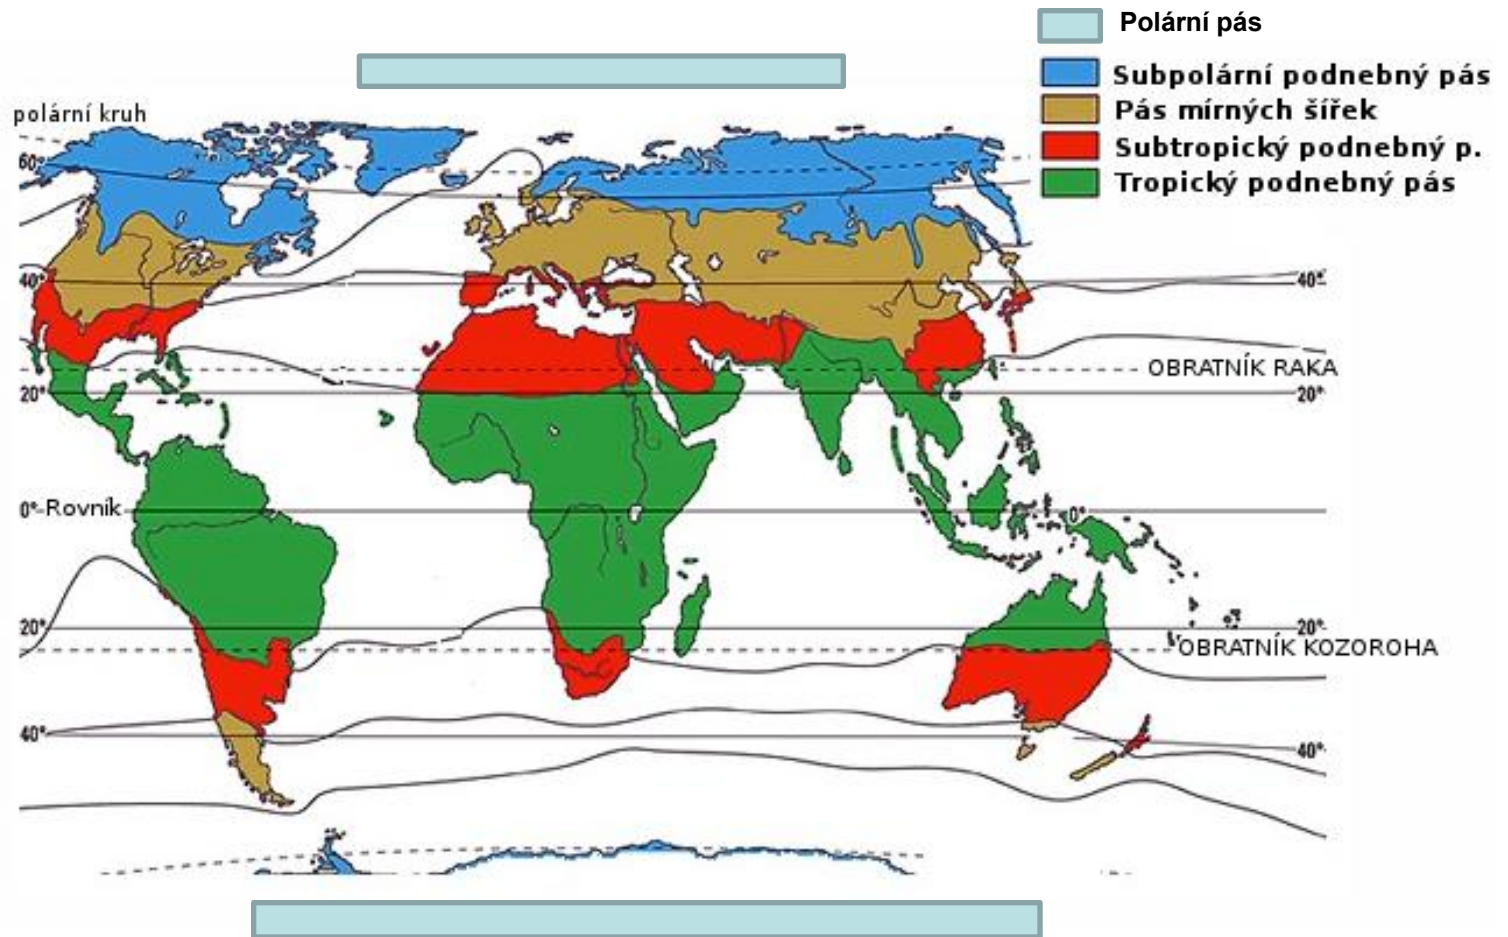 Polární pás
Subpolární podnebný pás
Pás mírných šířek
Subtropický podnebný p.
Tropický podnebný pás
polární kruh
60°
40°
40°
OBRATNÍK RAKA
20°
20°
0°
Rovník
0°
20°
20°
OBRATNÍK KOZOROHA
40°
40°